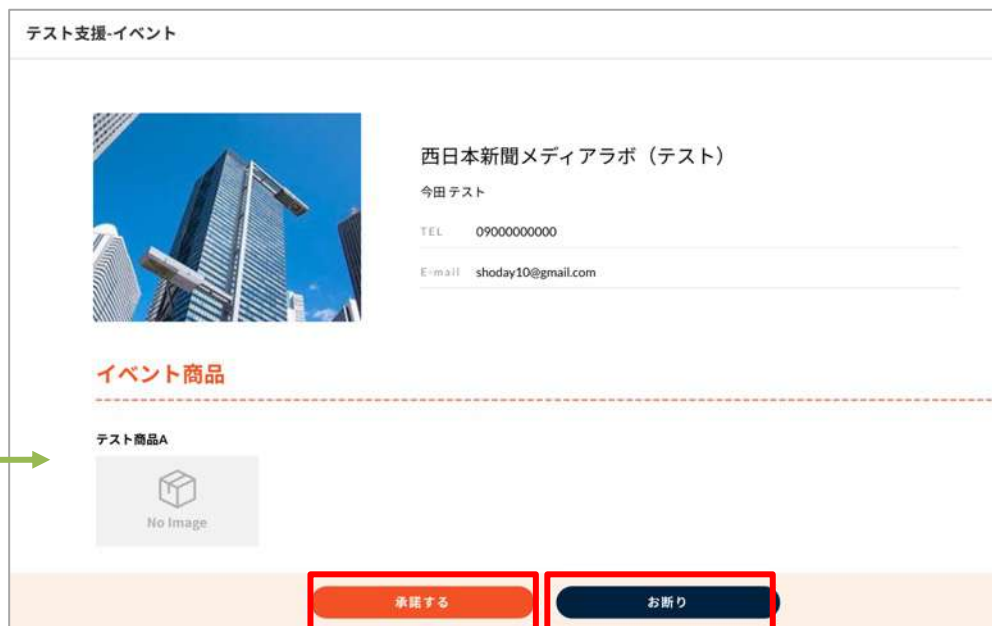 テスト支援-イベント
西日本新聞メディアラボ（テスト）
今田 テスト
TEL 09000000000
E-mail shoday10@gmail.com
イベント商品
テスト商品A
No Image
承諾する
お断り